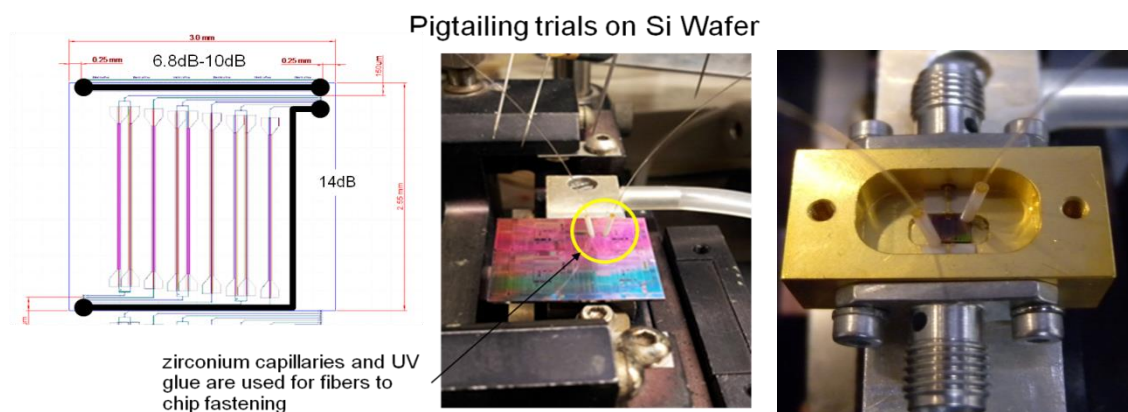 Pigtailing trials on Si Wafer
3.0 mm
0.25 mm
6.8dB-10dB
0.25 mm
150µm
14dB
2.55 mm
zirconium capillaries and UV
glue are used for fibers to
chip fastening